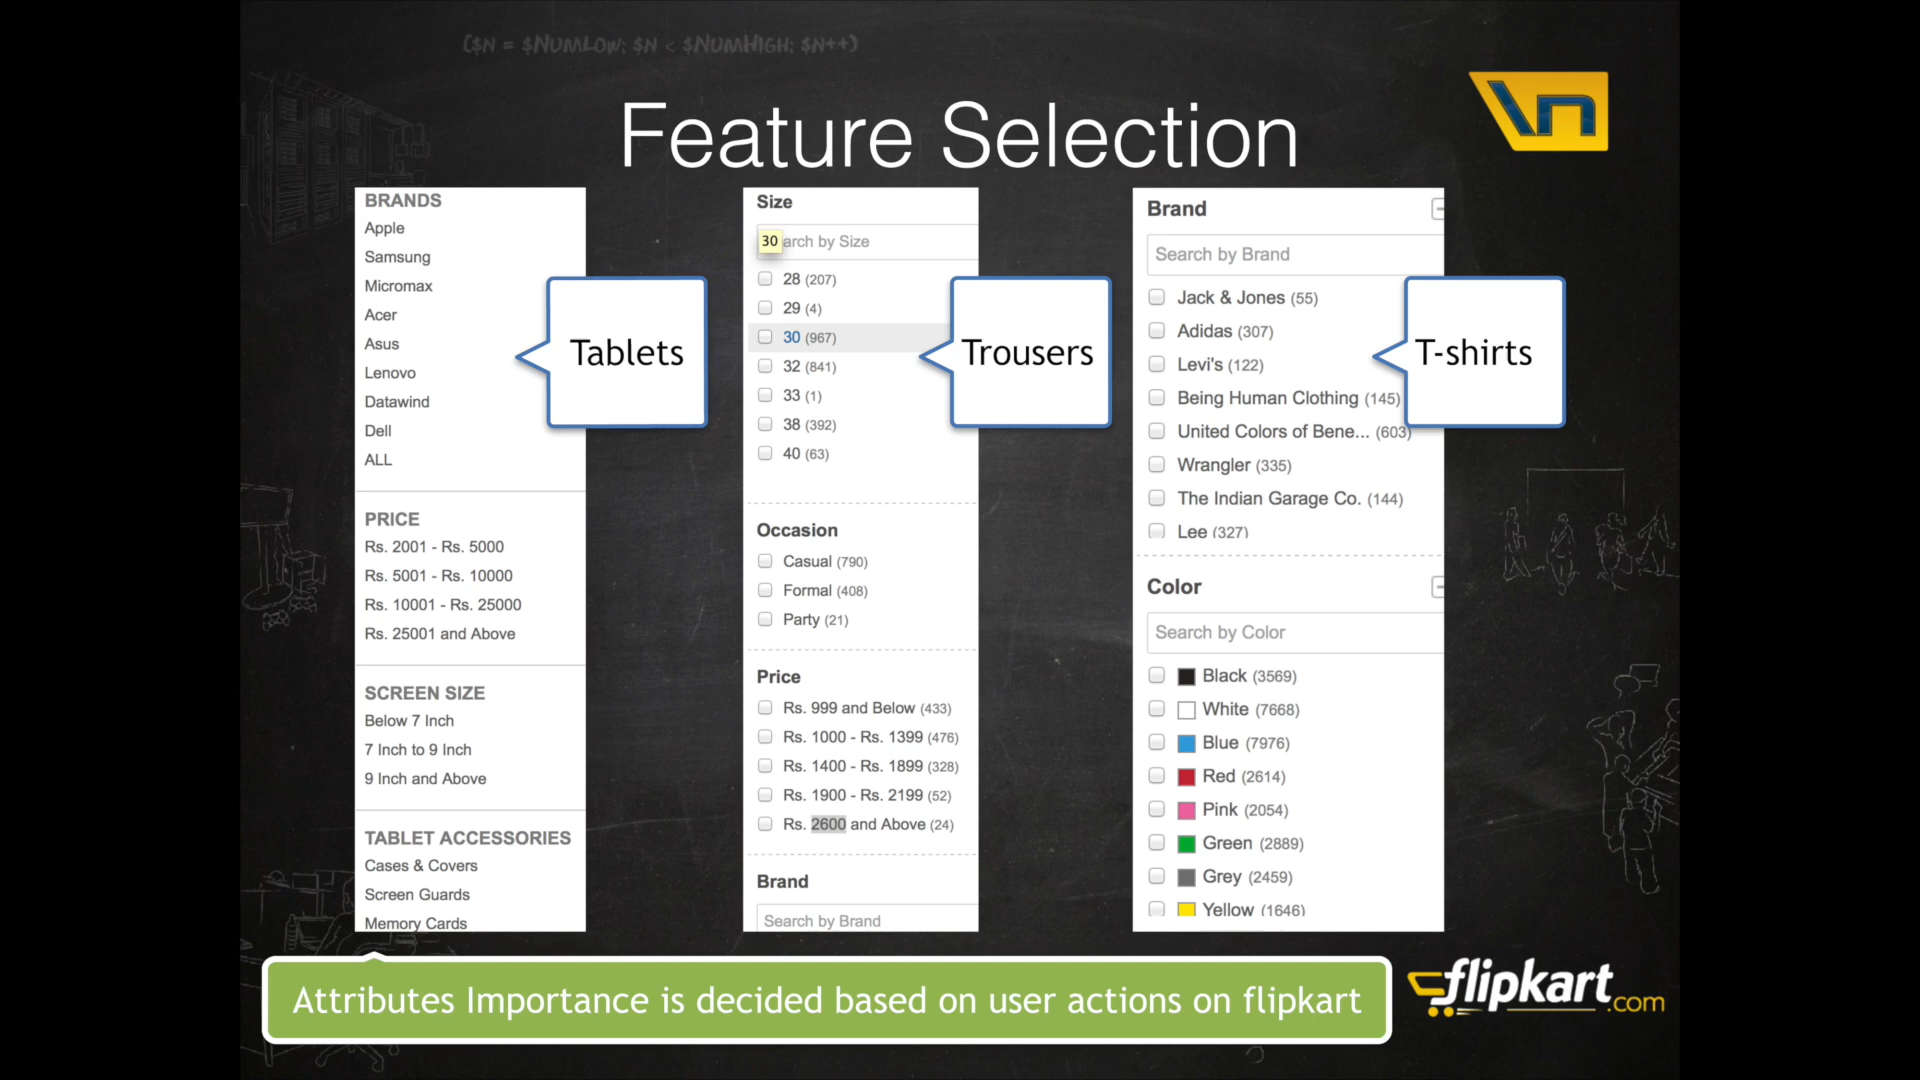 ($N = $NUMLOW; $N < $NUMHIGH; $N++)
\n
Feature Selection
BRANDS
Apple
Samsung
Micromax
Acer
Asus
Lenovo
Datawind
Dell
ALL
PRICE
Rs. 2001 - Rs. 5000
Rs. 5001 - Rs. 10000
Rs. 10001 - Rs. 25000
Rs. 25001 and Above
SCREEN SIZE
Below 7 Inch
7 Inch to 9 Inch
9 Inch and Above
TABLET ACCESSORIES
Cases & Covers
Screen Guards
Memory Cards
Tablets
Size
30 arch by Size
28 (207)
29 (4)
30 (967)
32 (841)
33 (1)
38 (392)
40 (63)
Occasion
Casual (790)
Formal (408)
Party (21)
Price
Rs. 999 and Below (433)
Rs. 1000 - Rs. 1399 (476)
Rs. 1400 - Rs. 1899 (328)
Rs. 1900 - Rs. 2199 (52)
Rs. 2600 and Above (24)
Brand
Search by Brand
Trousers
Brand
Search by Brand
Jack & Jones (55)
Adidas (307)
Levi's (122)
Being Human Clothing (145)
United Colors of Bene... (603)
Wrangler (335)
The Indian Garage Co. (144)
Lee (327)
Color
Search by Color
Black (3569)
White (7668)
Blue (7976)
Red (2614)
Pink (2054)
Green (2889)
Grey (2459)
Yellow (1646)
T-shirts
Attributes Importance is decided based on user actions on flipkart
flipkart.com